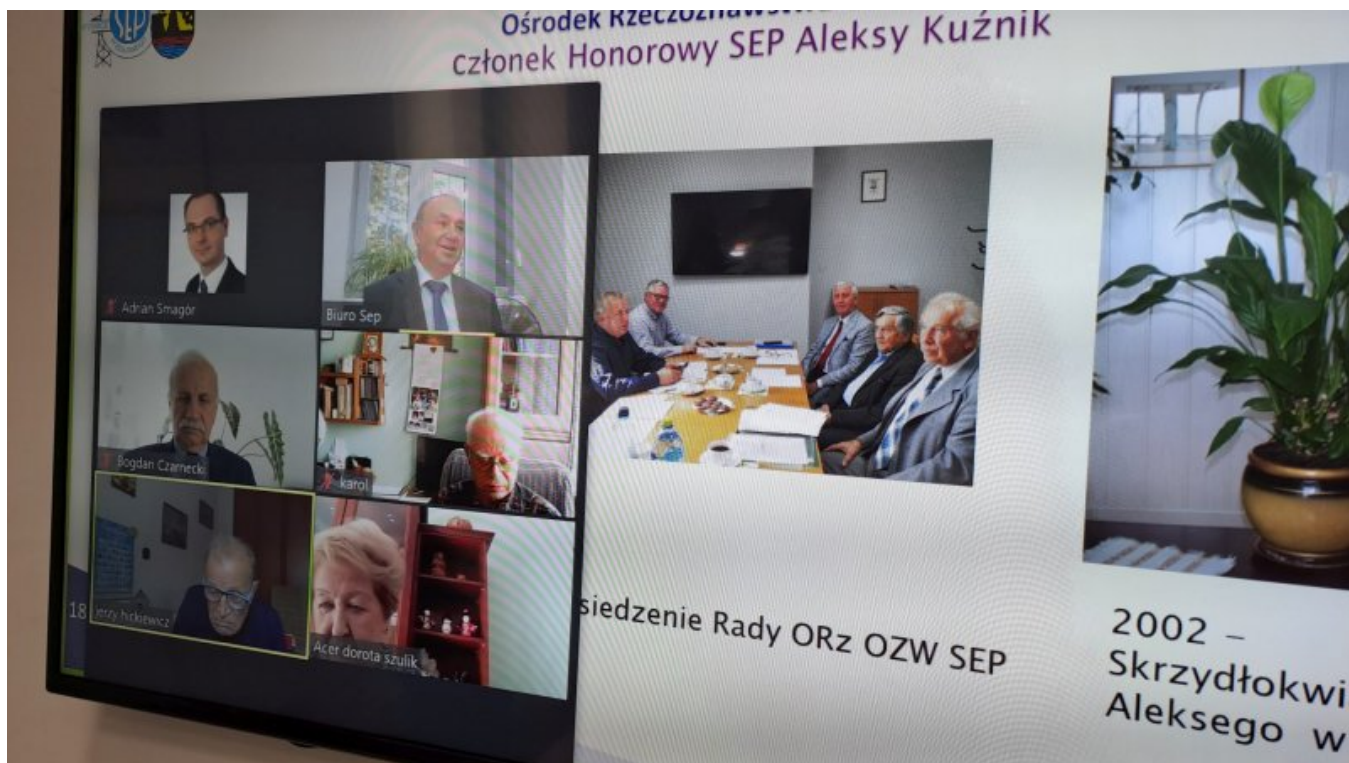 SEP
Ośrodek Rzeczoznawstwa
Członek Honorowy SEP Aleksy Kuźnik
Adrian Smagór
Biuro Sep
Bogdan Czarnecki
karol
jerzy hickiewicz
Acer dorota szulik
18
siedzenie Rady ORz OZW SEP
2002 –
Skrzydłokwi
Aleksego w